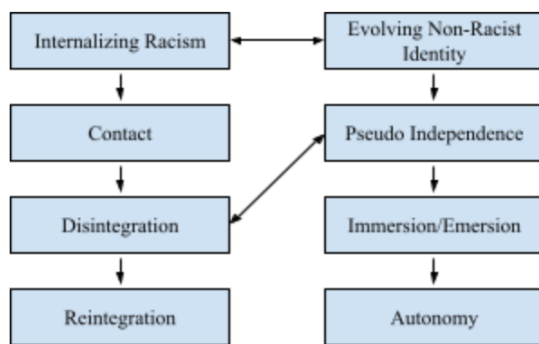 Internalizing Racism
Evolving Non-Racist
Identity
Contact
Pseudo Independence
Disintegration
Immersion/Emersion
Reintegration
Autonomy